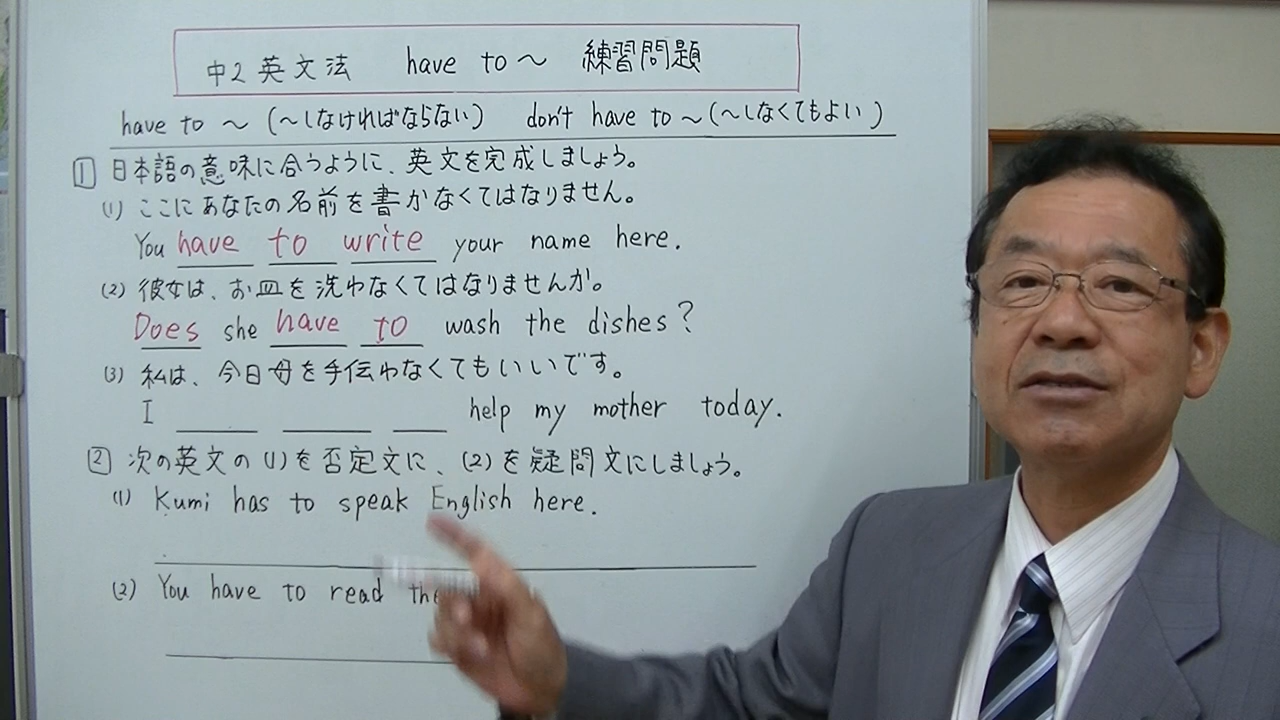 中2英文法 have to ～ 練習問題
have to ～ (～しなければならない) don't have to ～ (～しなくてもよい)
1 日本語の意味に合うように、英文を完成しましょう。
(1) ここにあなたの名前を書かなくてはなりません。
You have to write your name here.
(2) 彼女は、お皿を洗わなくてはなりませんか。
Does she have to wash the dishes?
(3) 私は、今日母を手伝わなくてもいいです。
I ____ ____ ____ help my mother today.
2 次の英文の(1)を否定文に、(2)を疑問文にしましょう。
(1) Kumi has to speak English here.
(2) You have to read